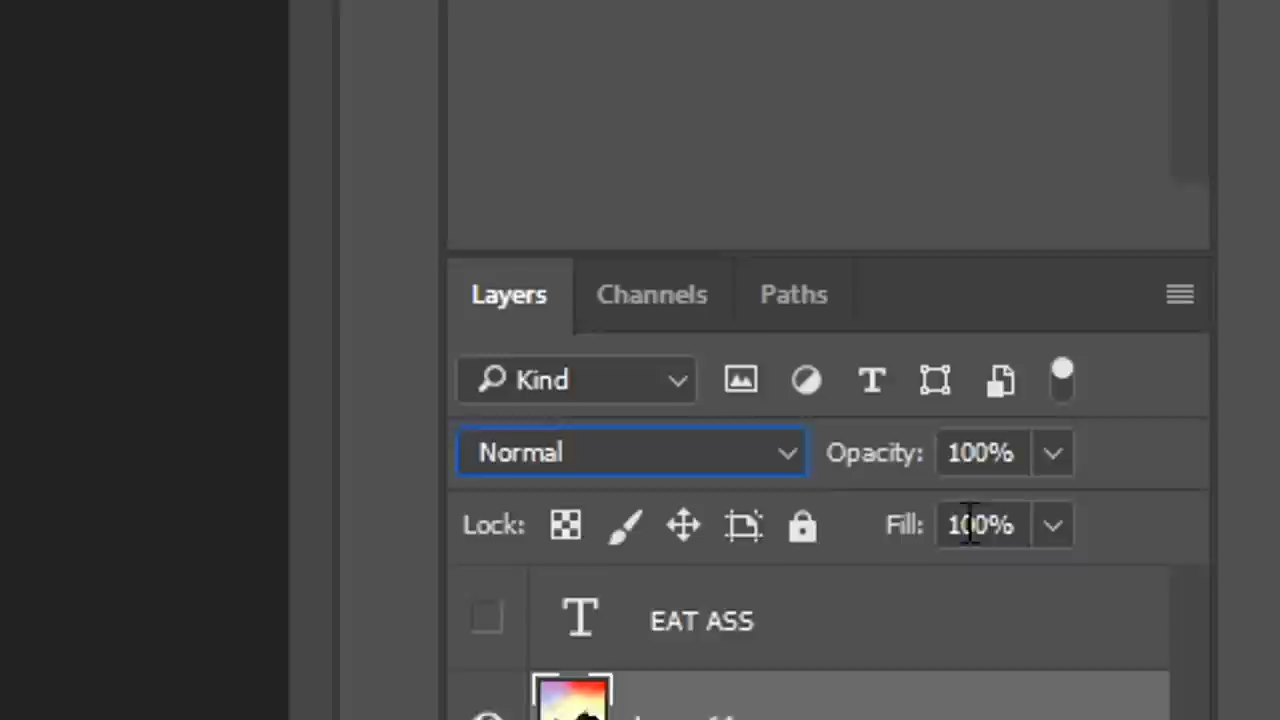 Layers Channels Paths
Kind T
Normal Opacity: 100%
Lock: Fill: 100%
T EAT ASS